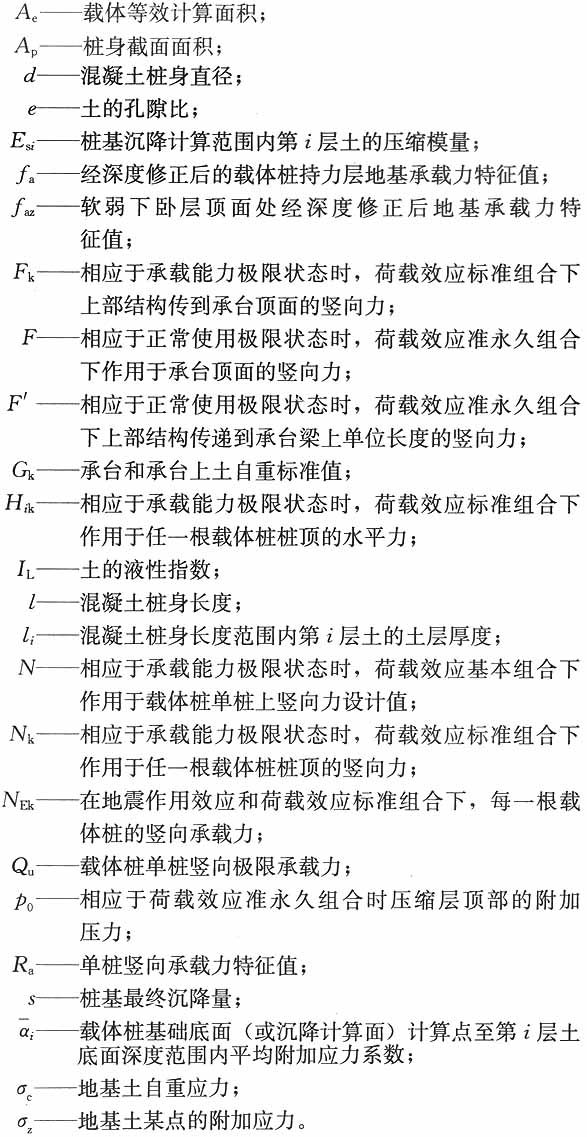 Ae——载体等效计算面积；
Ap——桩身截面面积；
d——混凝土桩身直径；
e——土的孔隙比；
Esi——桩基沉降计算范围内第 i 层土的压缩模量；
fa——经深度修正后的载体桩持力层地基承载力特征值；
faz——软弱下卧层顶面处经深度修正后地基承载力特
征值；
Fk——相应于承载能力极限状态时，荷载效应标准组合下
上部结构传到承台顶面的竖向力；
F——相应于正常使用极限状态时，荷载效应准永久组合
下作用于承台顶面的竖向力；
F′——相应于正常使用极限状态时，荷载效应准永久组合
下上部结构传递到承台梁上单位长度的竖向力；
Gk——承台和承台上土自重标准值；
Hik——相应于承载能力极限状态时，荷载效应标准组合下
作用于任一根载体桩桩顶的水平力；
IL——土的液性指数；
l——混凝土桩身长度；
li——混凝土桩身长度范围内第 i 层土的土层厚度；
N——相应于承载能力极限状态时，荷载效应基本组合下
作用于载体桩单桩上竖向力设计值；
Nk——相应于承载能力极限状态时，荷载效应标准组合下
作用于任一根载体桩桩顶的竖向力；
NEk——在地震作用效应和荷载效应标准组合下，每一根载
体桩的竖向承载力；
Qu——载体桩单桩竖向极限承载力；
p0——相应于荷载效应准永久组合时压缩层顶部的附加
压力；
Ra——单桩竖向承载力特征值；
s——桩基最终沉降量；
ᾱi——载体桩基础底面（或沉降计算面）计算点至第 i 层土
底面深度范围内平均附加应力系数；
σc——地基土自重应力；
σz——地基土某点的附加应力。